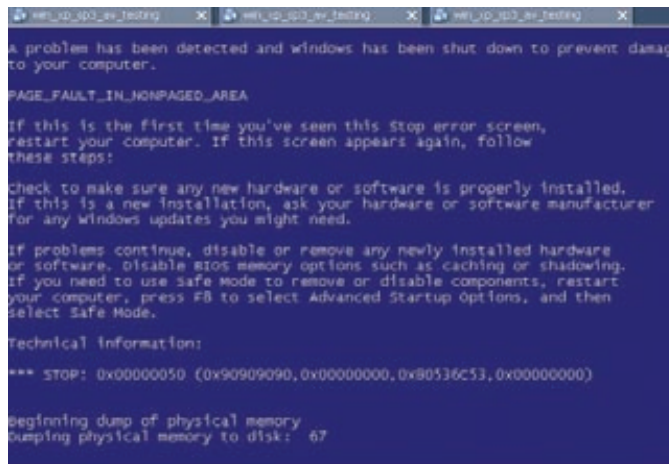 win_xp_sp3_av_testing X win_xp_sp3_av_testing X win_xp_sp3_av_testing X
A problem has been detected and windows has been shut down to prevent damag
to your computer.
PAGE_FAULT_IN_NONPAGED_AREA
If this is the first time you've seen this Stop error screen,
restart your computer. If this screen appears again, follow
these steps:
Check to make sure any new hardware or software is properly installed.
If this is a new installation, ask your hardware or software manufacturer
for any windows updates you might need.
If problems continue, disable or remove any newly installed hardware
or software. Disable BIOS memory options such as caching or shadowing.
If you need to use Safe Mode to remove or disable components, restart
your computer, press F8 to select Advanced Startup Options, and then
select Safe Mode.
Technical information:
*** STOP: 0x00000050 (0x90909090,0x00000000,0x80536C53,0x00000000)
Beginning dump of physical memory
Dumping physical memory to disk: 67